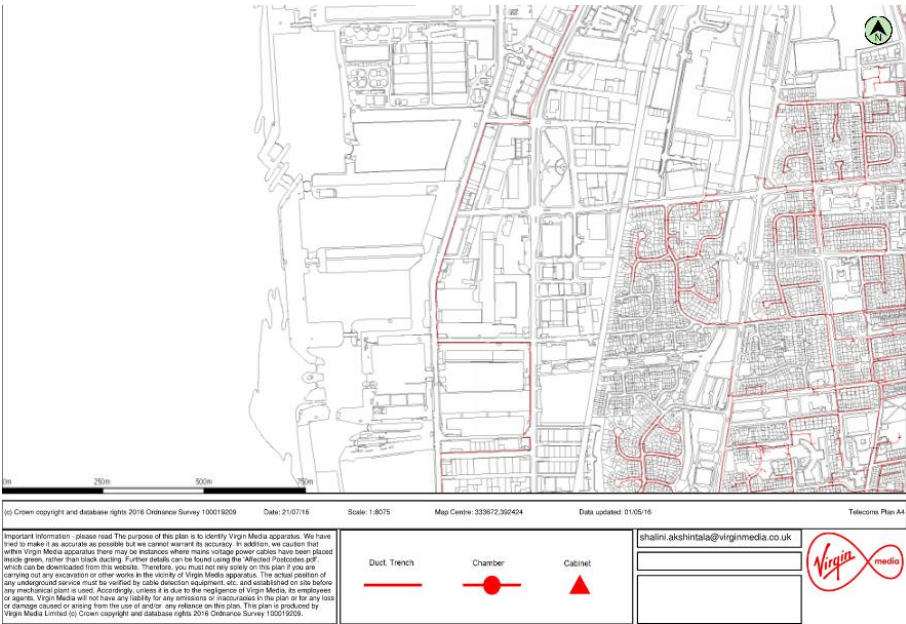 N
0m 250m 500m 750m
(c) Crown copyright and database rights 2016 Ordnance Survey 100019209 Date: 21/07/16 Scale: 1:8075 Map Centre: 333672,392424 Data updated: 01/05/16 Telecoms Plan A4
Important Information - please read The purpose of this plan is to identify Virgin Media apparatus. We have
tried to make it as accurate as possible but we cannot warrant its accuracy. In addition, we caution that
within Virgin Media apparatus there may be instances where mains voltage power cables have been placed
inside green, rather than black ducting. Further details can be found using the 'Affected Postcodes.pdf',
which can be downloaded from this website. Therefore, you must not rely solely on this plan if you are
carrying out any excavation or other works in the vicinity of Virgin Media apparatus. The actual position of
any underground service must be verified by cable detection equipment, etc. and established on site before
any mechanical plant is used. Accordingly, unless it is due to the negligence of Virgin Media, its employees
or agents, Virgin Media will not have any liability for any omissions or inaccuracies in the plan or for any loss
or damage caused or arising from the use of and/or any reliance on this plan. This plan is produced by
Virgin Media Limited (c) Crown copyright and database rights 2016 Ordnance Survey 100019209.
Duct, Trench
Chamber
Cabinet
shalini.akshintala@virginmedia.co.uk
Virgin media